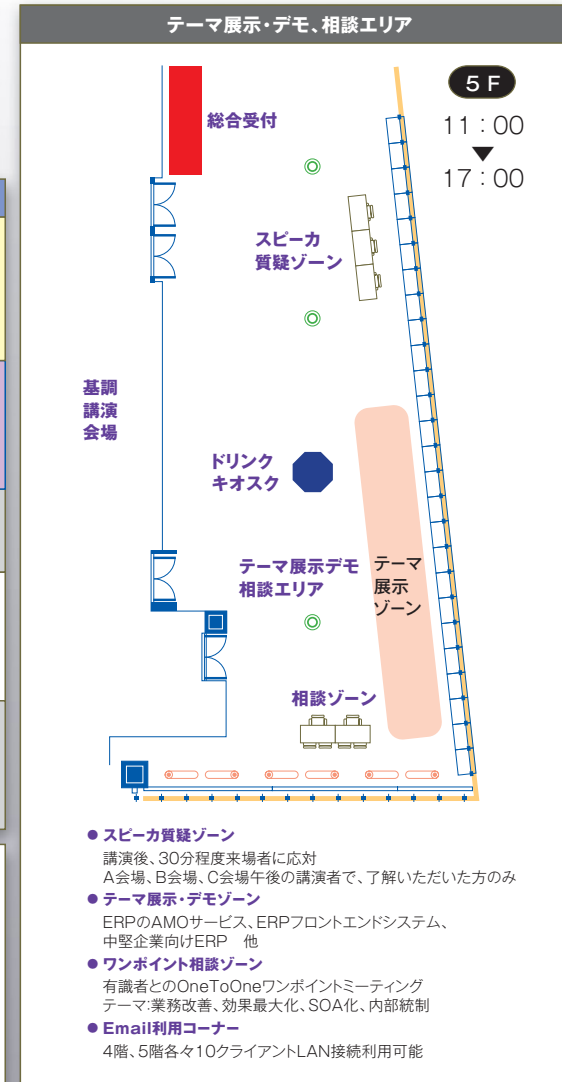 テーマ展示・デモ、相談エリア
5F
11：00
▼
17：00
総合受付
スピーカ
質疑ゾーン
基調
講演
会場
ドリンク
キオスク
テーマ展示デモ
相談エリア
テーマ
展示
ゾーン
相談ゾーン
● スピーカ質疑ゾーン
講演後、30分程度来場者に応対
A会場、B会場、C会場午後の講演者で、了解いただいた方のみ
● テーマ展示・デモゾーン
ERPのAMOサービス、ERPフロントエンドシステム、
中堅企業向けERP　他
● ワンポイント相談ゾーン
有識者とのOneToOneワンポイントミーティング
テーマ:業務改善、効果最大化、SOA化、内部統制
● Email利用コーナー
4階、5階各々10クライアントLAN接続利用可能